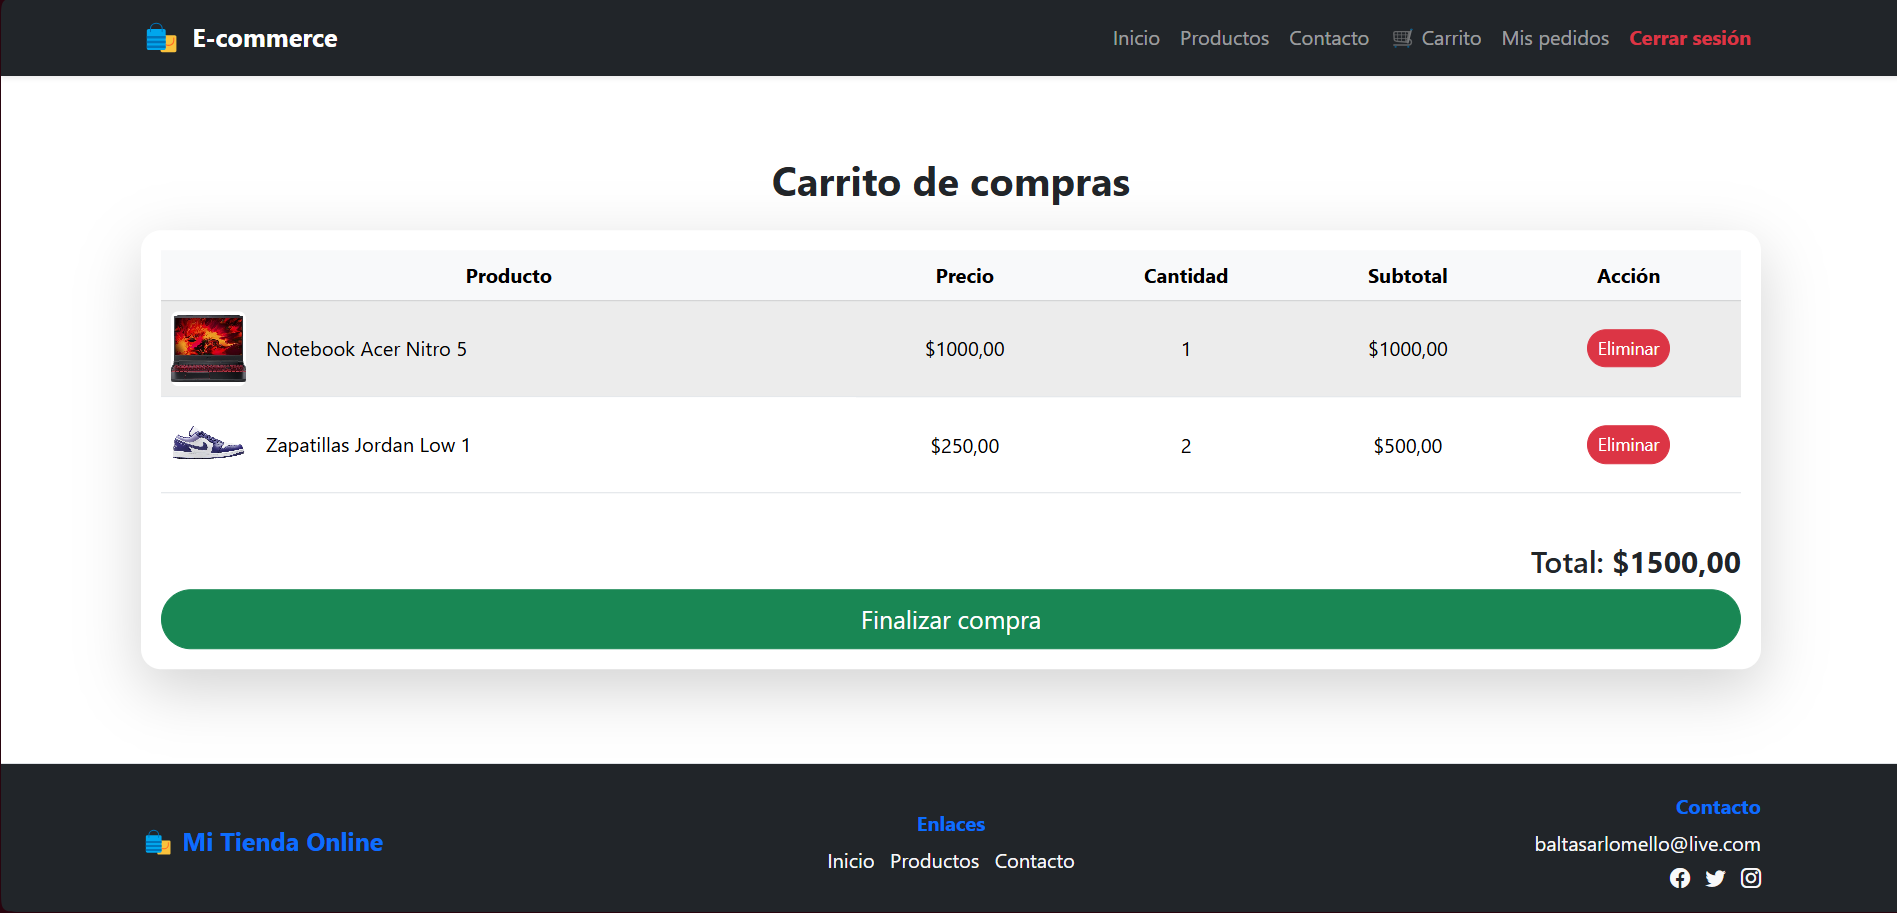 E-commerce
Inicio Productos Contacto Carrito Mis pedidos Cerrar sesión
Carrito de compras
Producto Precio Cantidad Subtotal Acción
Notebook Acer Nitro 5 $1000,00 1 $1000,00 Eliminar
Zapatillas Jordan Low 1 $250,00 2 $500,00 Eliminar
Total: $1500,00
Finalizar compra
Mi Tienda Online
Enlaces
Inicio Productos Contacto
Contacto
baltasarlomello@live.com